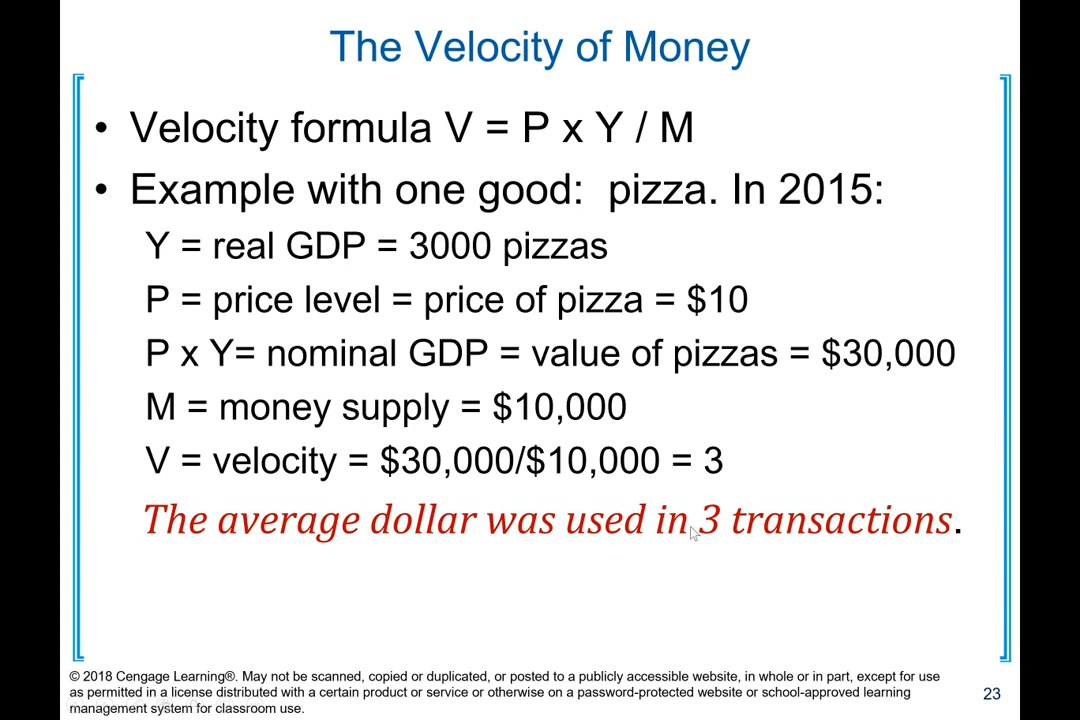 The Velocity of Money
• Velocity formula V = P x Y / M
• Example with one good: pizza. In 2015:
Y = real GDP = 3000 pizzas
P = price level = price of pizza = $10
P x Y= nominal GDP = value of pizzas = $30,000
M = money supply = $10,000
V = velocity = $30,000/$10,000 = 3
The average dollar was used in 3 transactions.
© 2018 Cengage Learning®. May not be scanned, copied or duplicated, or posted to a publicly accessible website, in whole or in part, except for use
as permitted in a license distributed with a certain product or service or otherwise on a password-protected website or school-approved learning
management system for classroom use.
23